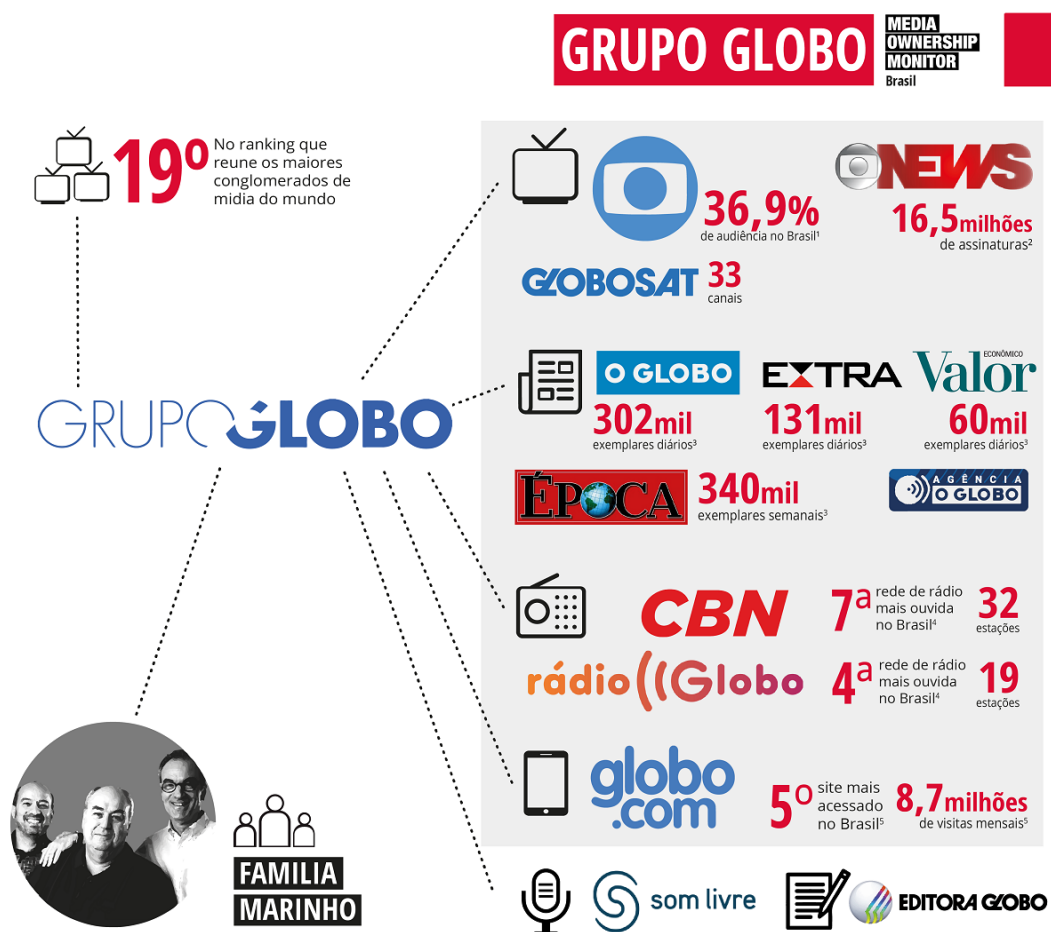 GRUPO GLOBO
MEDIA
OWNERSHIP
MONITOR
Brasil
19º
No ranking que
reune os maiores
conglomerados de
midia do mundo
36,9%
de audiência no Brasil¹
NEWS
16,5milhões
de assinaturas²
GLOBOSAT
33
canais
GRUPO GLOBO
O GLOBO
302mil
exemplares diários³
EXTRA
131mil
exemplares diários³
ECONÔMICO
Valor
60mil
exemplares diários³
ÉPOCA
340mil
exemplares semanais³
AGÊNCIA
O GLOBO
CBN
7ª
rede de rádio
mais ouvida
no Brasil⁴
32
estações
rádio Globo
4ª
rede de rádio
mais ouvida
no Brasil⁴
19
estações
globo
.com
5º
site mais
acessado
no Brasil⁵
8,7milhões
de visitas mensais⁵
FAMILIA
MARINHO
som livre
EDITORA GLOBO